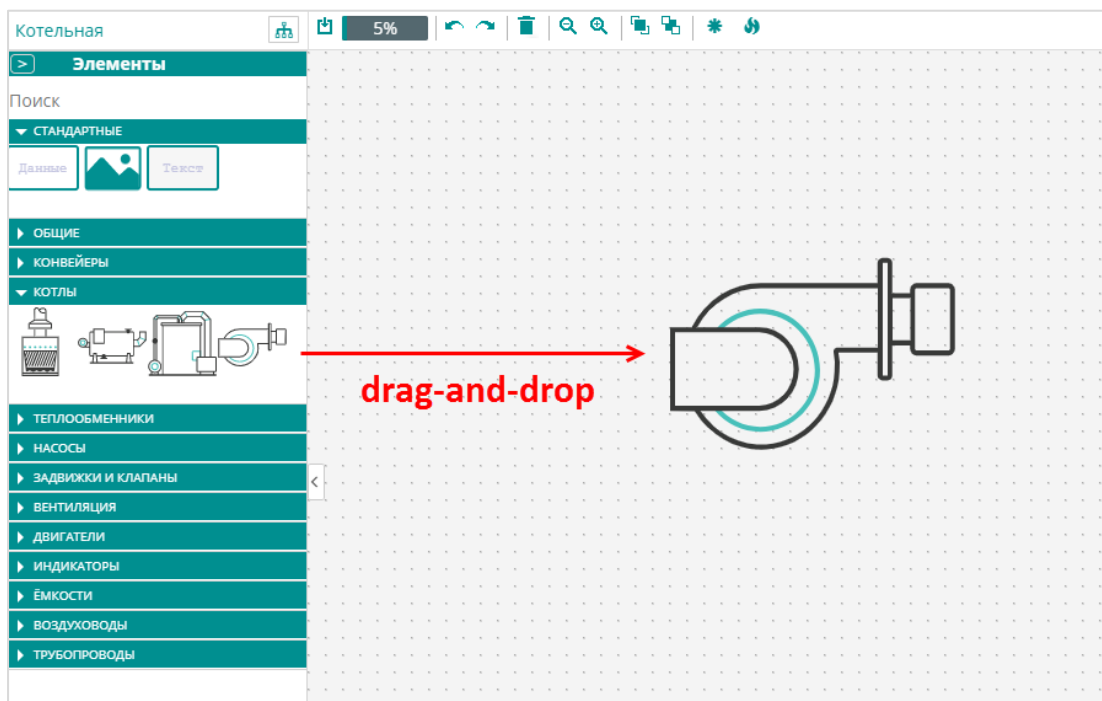 Котельная
5%
> Элементы
Поиск
СТАНДАРТНЫЕ
Данные
Текст
ОБЩИЕ
КОНВЕЙЕРЫ
КОТЛЫ
drag-and-drop
ТЕПЛООБМЕННИКИ
НАСОСЫ
ЗАДВИЖКИ И КЛАПАНЫ
ВЕНТИЛЯЦИЯ
ДВИГАТЕЛИ
ИНДИКАТОРЫ
ЁМКОСТИ
ВОЗДУХОВОДЫ
ТРУБОПРОВОДЫ